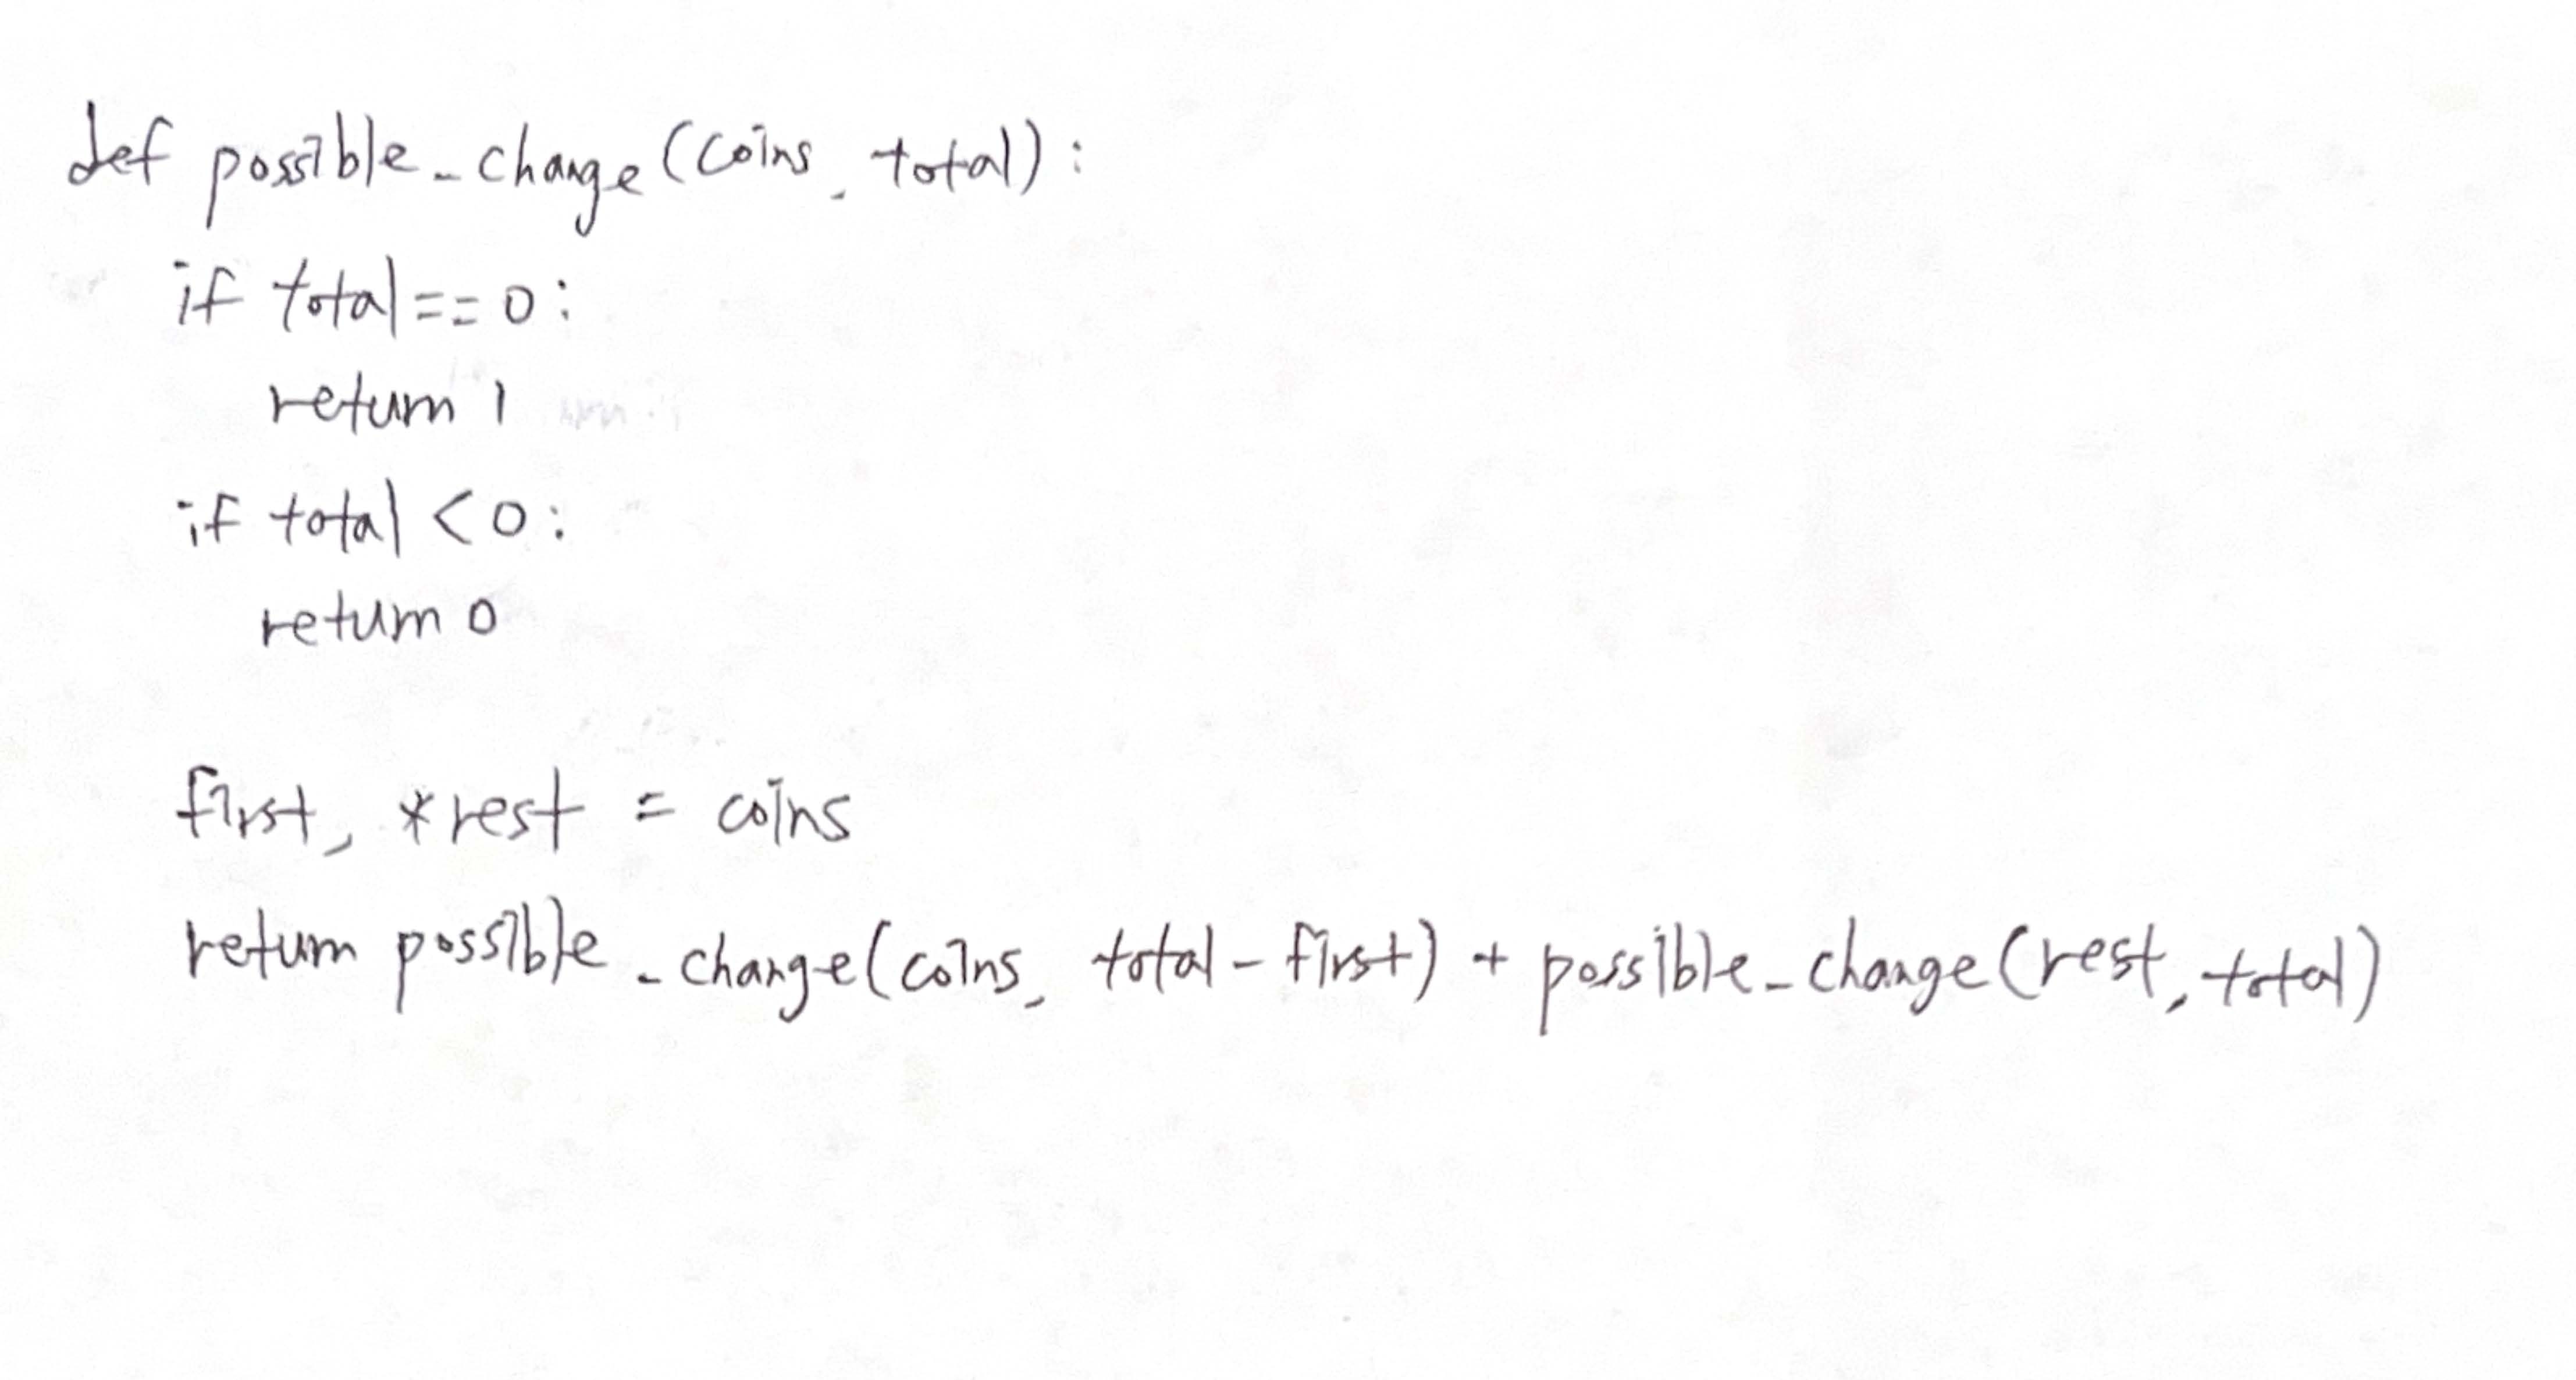 def possible_change(coins, total):
if total == 0:
return 1
if total < 0:
return 0
first, *rest = coins
return possible_change(coins, total - first) + possible_change(rest, total)